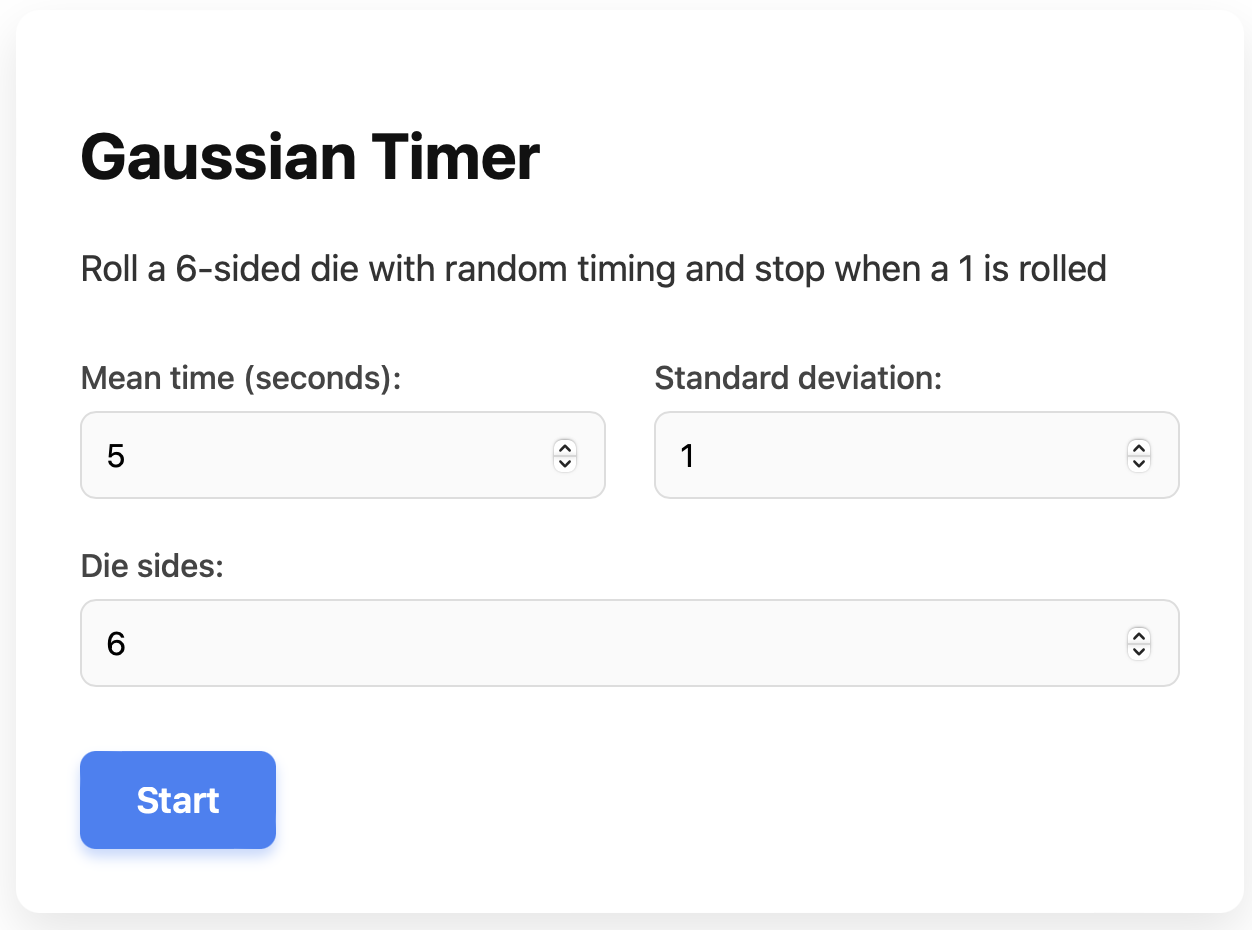 Gaussian Timer
Roll a 6-sided die with random timing and stop when a 1 is rolled
Mean time (seconds): Standard deviation:
5 1
Die sides:
6
Start